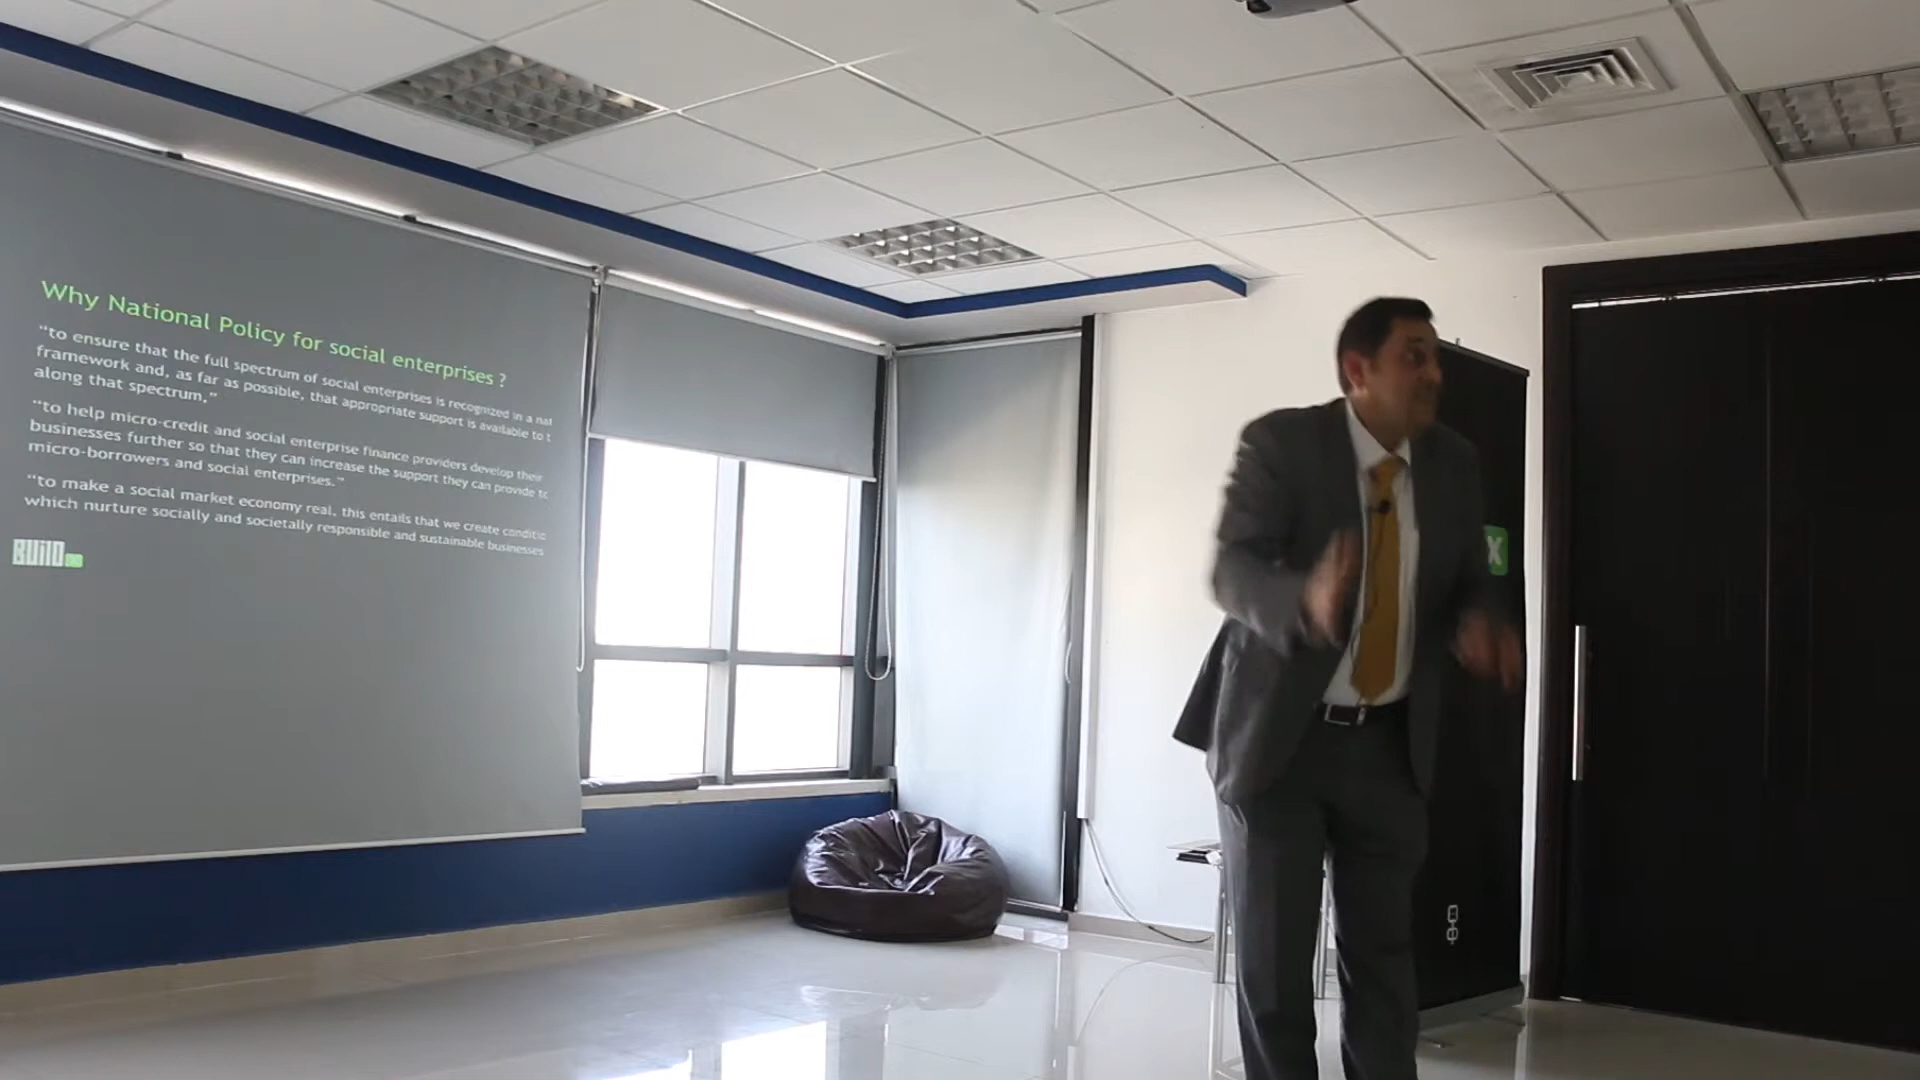 Why National Policy for social enterprises ?
“to ensure that the full spectrum of social enterprises is recognized in a nat
framework and, as far as possible, that appropriate support is available to t
along that spectrum.”
“to help micro-credit and social enterprise finance providers develop their
businesses further so that they can increase the support they can provide to
micro-borrowers and social enterprises.”
“to make a social market economy real, this entails that we create conditio
which nurture socially and societally responsible and sustainable businesses
BUilD
X